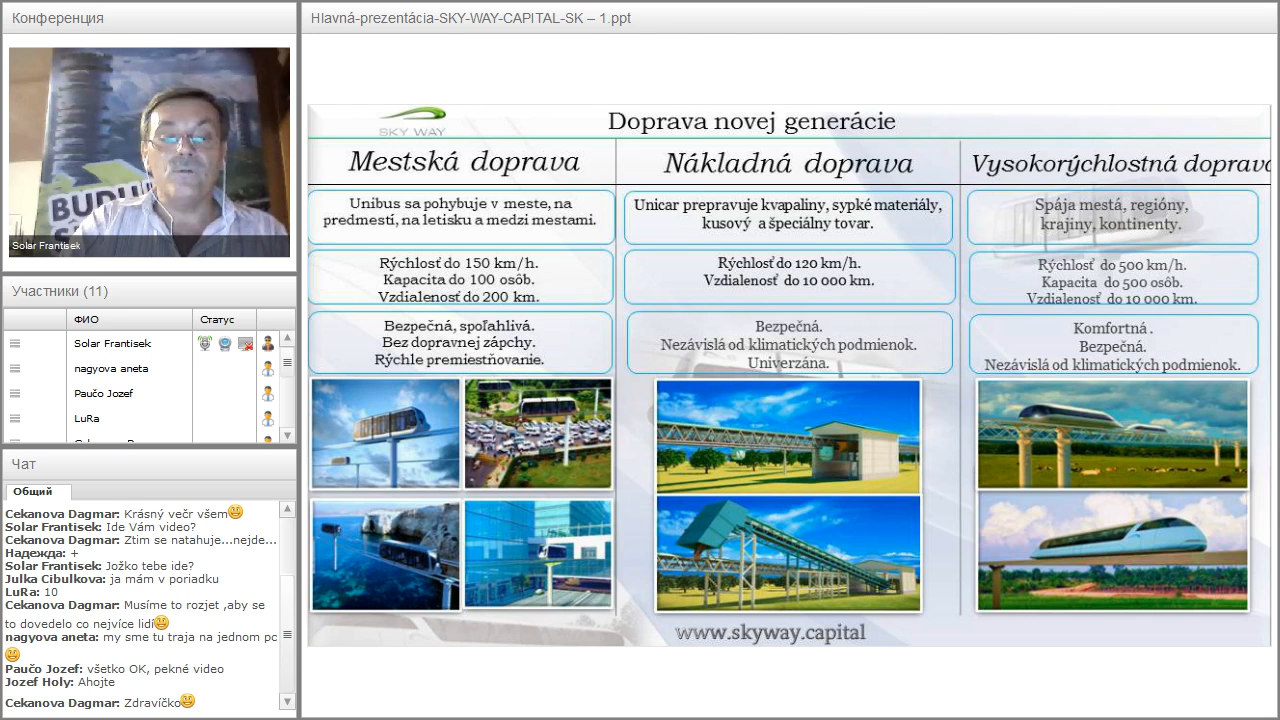 Конференция
BUDU
Solar Frantisek
Участники (11)
ФИО
Статус
Solar Frantisek
nagyova aneta
Paučo Jozef
LuRa
Чат
Общий
Cekanova Dagmar: Krásný večr všem
Solar Frantisek: Ide Vám video?
Cekanova Dagmar: Ztim se natahuje...nejde...
Надежда: +
Solar Frantisek: Jožko tebe ide?
Julka Cibulkova: ja mám v poriadku
LuRa: 10
Cekanova Dagmar: Musíme to rozjet ,aby se
to dovedelo co nejvíce lidí
nagyova aneta: my sme tu traja na jednom pc
Paučo Jozef: všetko OK, pekné video
Jozef Holy: Ahojte
Cekanova Dagmar: Zdravíčko
Hlavná-prezentácia-SKY-WAY-CAPITAL-SK – 1.ppt
SKY WAY
Doprava novej generácie
Mestská doprava
Unibus sa pohybuje v meste, na
predmestí, na letisku a medzi mestami.
Rýchlosť do 150 km/h.
Kapacita do 100 osôb.
Vzdialenosť do 200 km.
Bezpečná, spoľahlivá.
Bez dopravnej zápchy.
Rýchle premiestňovanie.
Nákladná doprava
Unicar prepravuje kvapaliny, sypké materiály,
kusový a špeciálny tovar.
Rýchlosť do 120 km/h.
Vzdialenosť do 10 000 km.
Bezpečná.
Nezávislá od klimatických podmienok.
Univerzána.
Vysokorýchlostná doprava
Spája mestá, regióny,
krajiny, kontinenty.
Rýchlosť do 500 km/h.
Kapacita do 500 osôb.
Vzdialenosť do 10 000 km.
Komfortná .
Bezpečná.
Nezávislá od klimatických podmienok.
www.skyway.capital